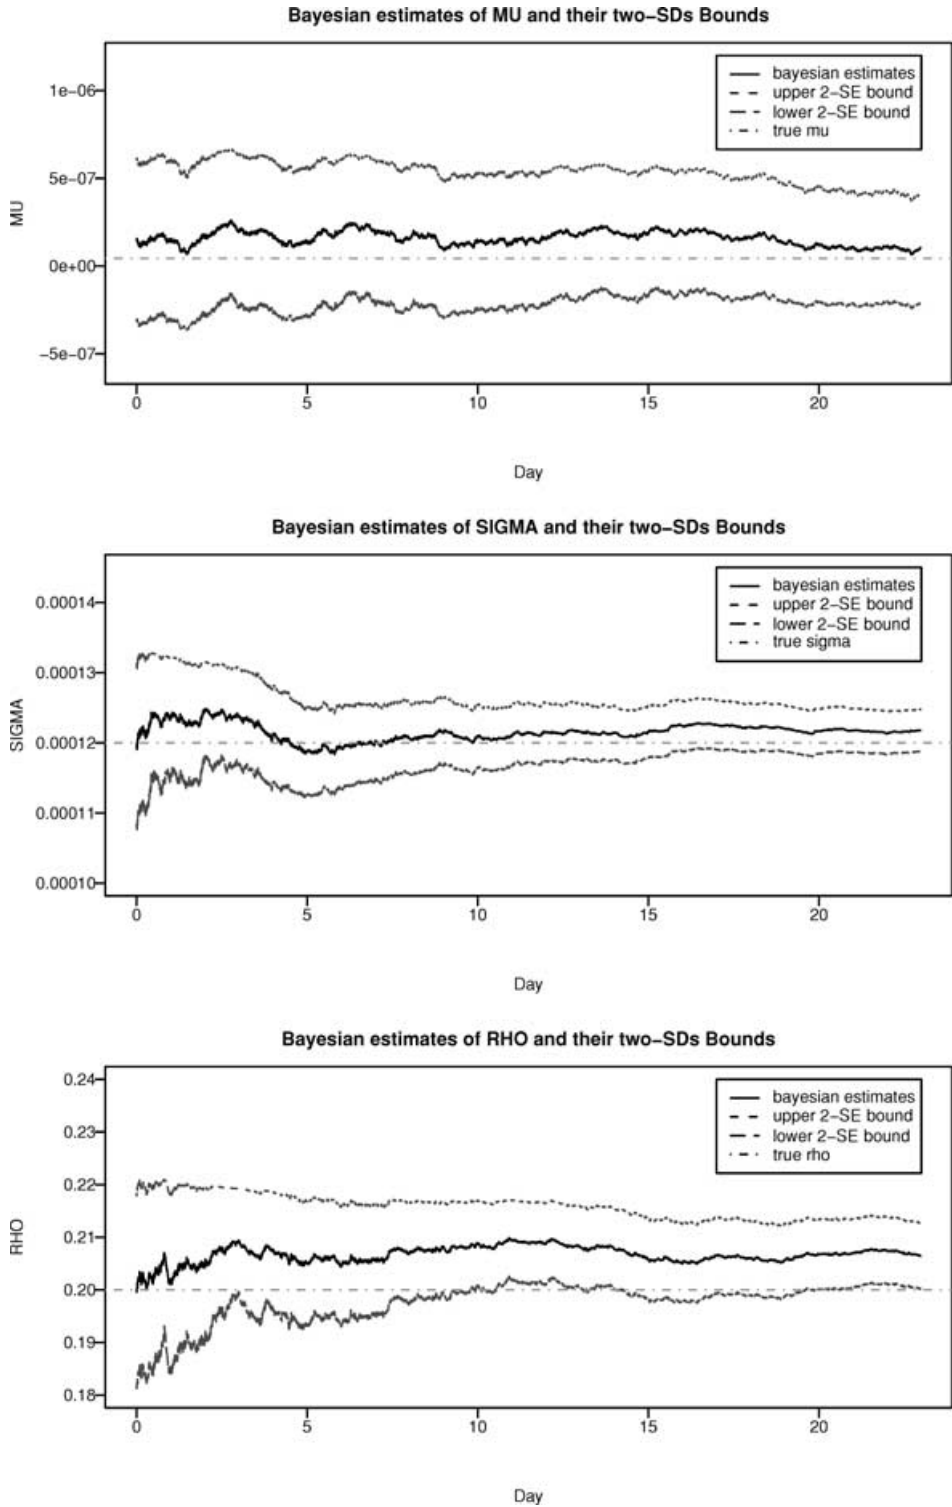 Bayesian estimates of MU and their two−SDs Bounds
bayesian estimates
upper 2−SE bound
lower 2−SE bound
true mu
1e−06
5e−07
0e+00
−5e−07
MU
0 5 10 15 20
Day
Bayesian estimates of SIGMA and their two−SDs Bounds
bayesian estimates
upper 2−SE bound
lower 2−SE bound
true sigma
0.00014
0.00013
0.00012
0.00011
0.00010
SIGMA
0 5 10 15 20
Day
Bayesian estimates of RHO and their two−SDs Bounds
bayesian estimates
upper 2−SE bound
lower 2−SE bound
true rho
0.24
0.23
0.22
0.21
0.20
0.19
0.18
RHO
0 5 10 15 20
Day